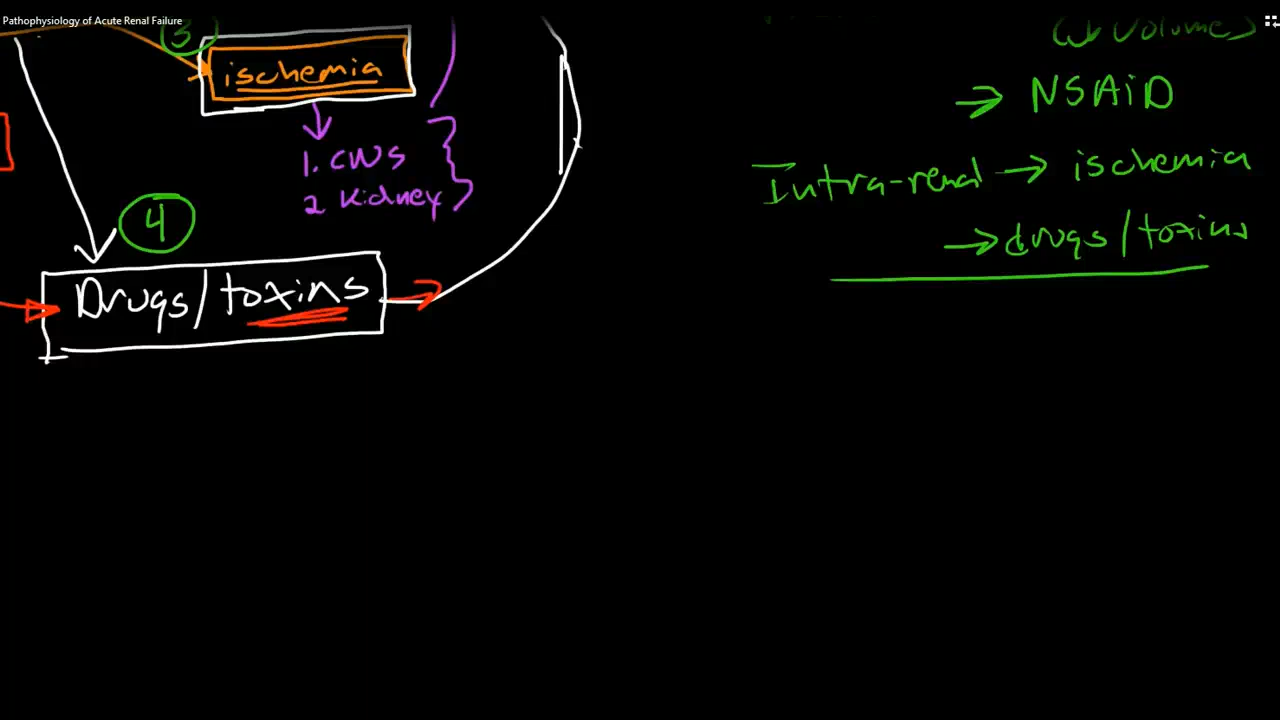 Pathophysiology of Acute Renal Failure
3
ischemia
1. CNS
2 Kidney
4
Drugs/toxins
(↓ Volume)
→ NSAiD
Intra-renal → ischemia
→ drugs/toxins